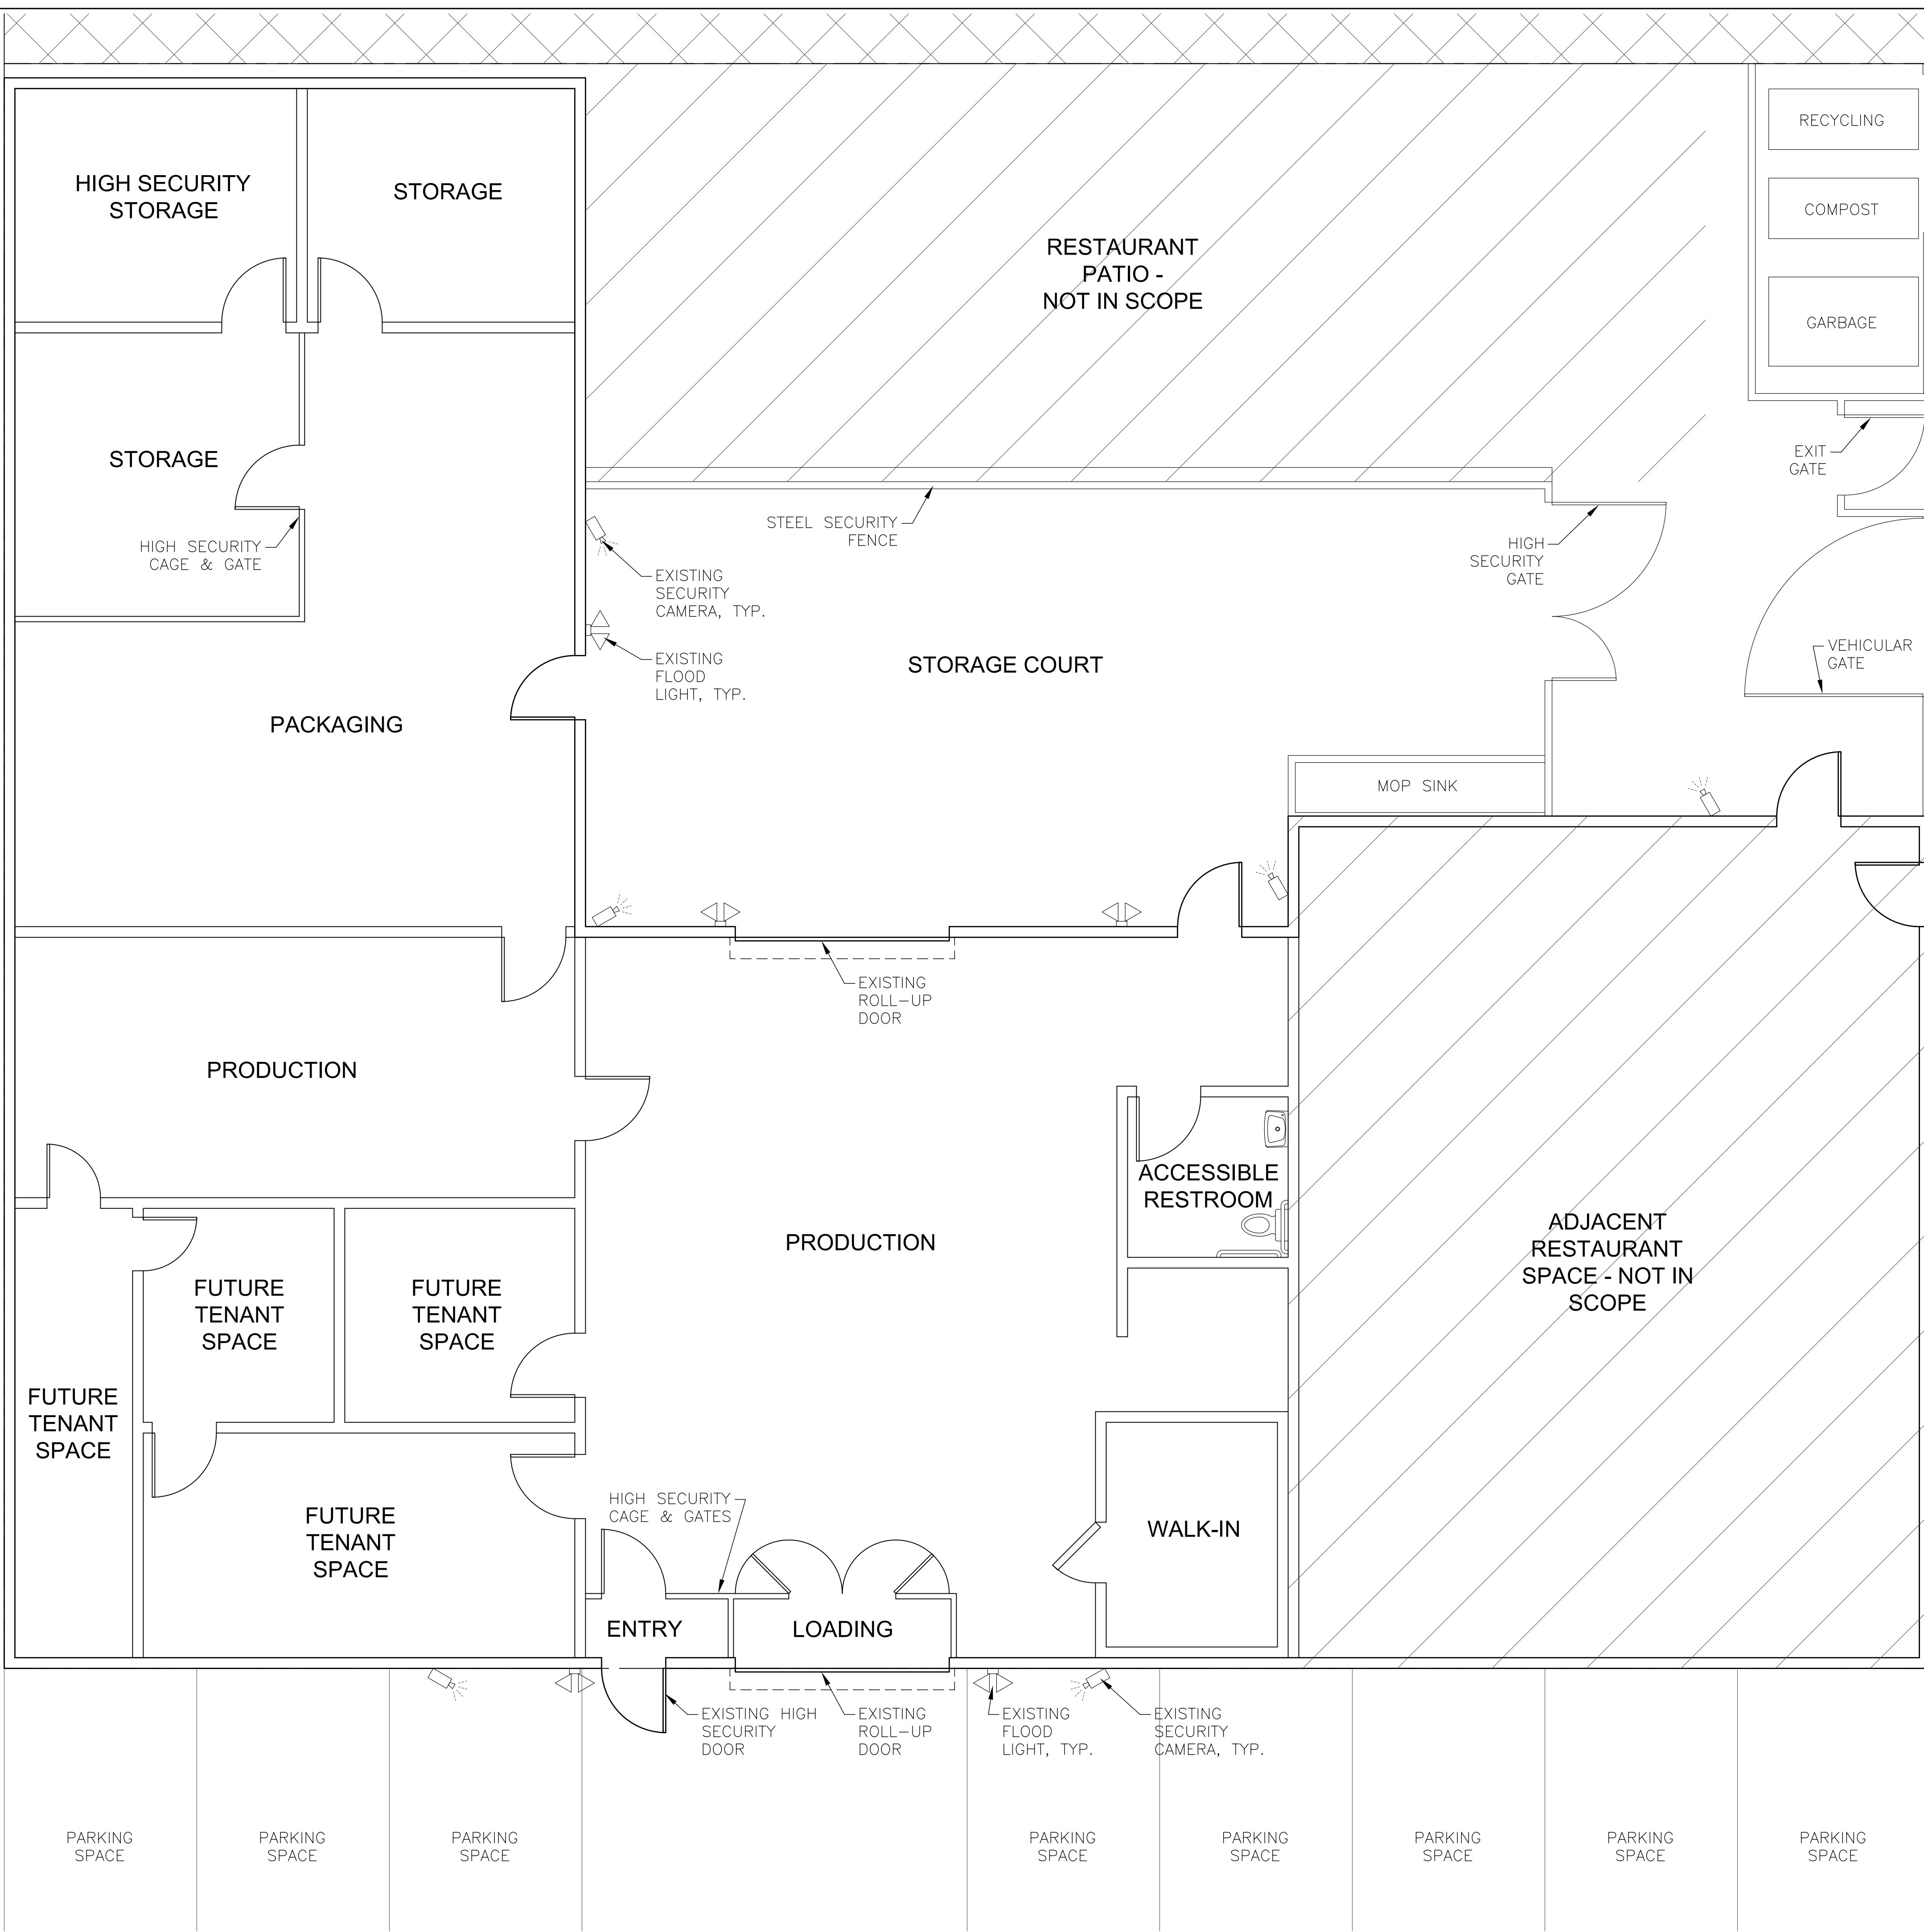 RECYCLING
HIGH SECURITY
STORAGE
STORAGE
COMPOST
RESTAURANT
PATIO -
NOT IN SCOPE
GARBAGE
STORAGE
EXIT
GATE
HIGH SECURITY
CAGE & GATE
STEEL SECURITY
FENCE
HIGH
SECURITY
GATE
EXISTING
SECURITY
CAMERA, TYP.
EXISTING
FLOOD
LIGHT, TYP.
STORAGE COURT
VEHICULAR
GATE
PACKAGING
MOP SINK
EXISTING
ROLL-UP
DOOR
PRODUCTION
ACCESSIBLE
RESTROOM
PRODUCTION
ADJACENT
RESTAURANT
SPACE - NOT IN
SCOPE
FUTURE
TENANT
SPACE
FUTURE
TENANT
SPACE
FUTURE
TENANT
SPACE
FUTURE
TENANT
SPACE
HIGH SECURITY
CAGE & GATES
WALK-IN
ENTRY
LOADING
EXISTING HIGH
SECURITY
DOOR
EXISTING
ROLL-UP
DOOR
EXISTING
FLOOD
LIGHT, TYP.
EXISTING
SECURITY
CAMERA, TYP.
PARKING
SPACE
PARKING
SPACE
PARKING
SPACE
PARKING
SPACE
PARKING
SPACE
PARKING
SPACE
PARKING
SPACE
PARKING
SPACE